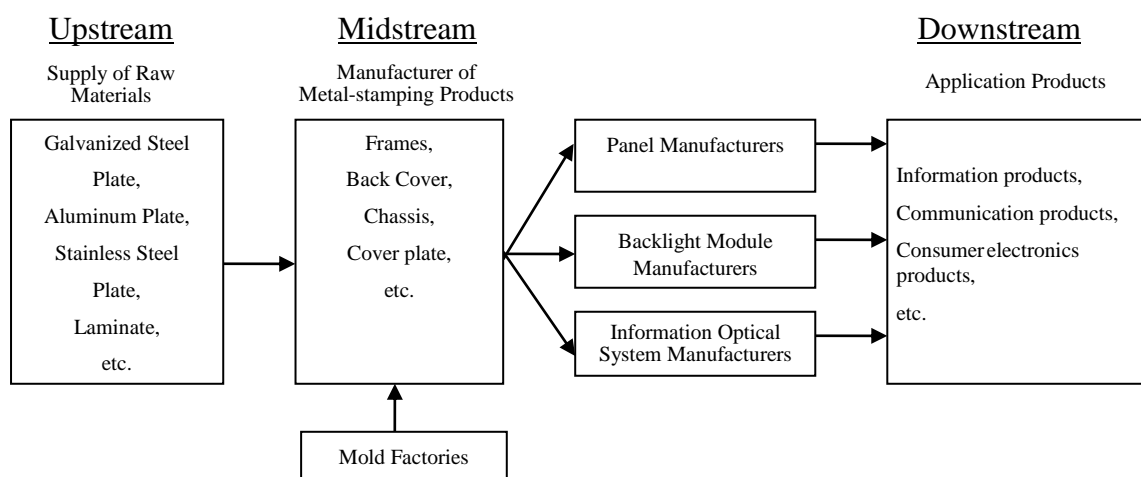 Upstream
Supply of Raw
Materials
Galvanized Steel
Plate,
Aluminum Plate,
Stainless Steel
Plate,
Laminate,
etc.
Midstream
Manufacturer of
Metal-stamping Products
Frames,
Back Cover,
Chassis,
Cover plate,
etc.
Mold Factories
Panel Manufacturers
Backlight Module
Manufacturers
Information Optical
System Manufacturers
Downstream
Application Products
Information products,
Communication products,
Consumer electronics
products,
etc.